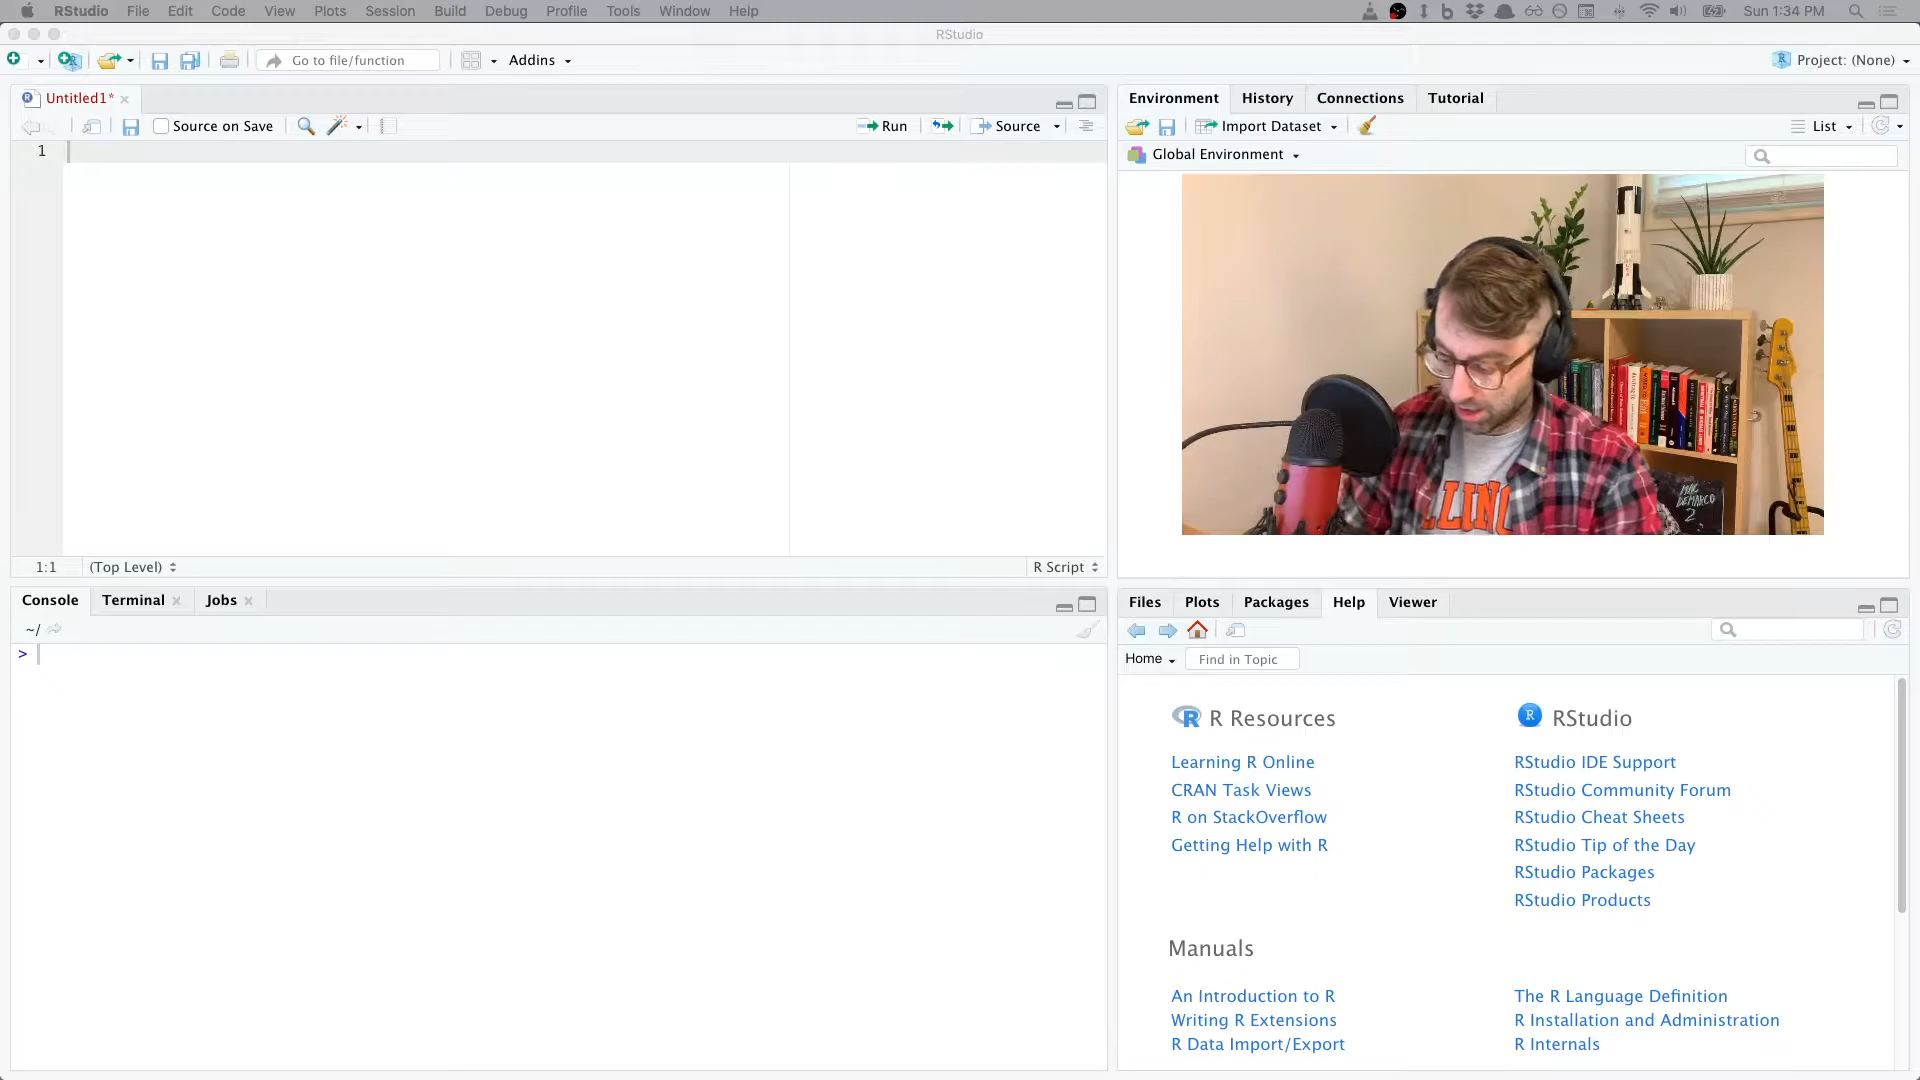 RStudio File Edit Code View Plots Session Build Debug Profile Tools Window Help Sun 1:34 PM
RStudio
Go to file/function Addins Project: (None)
Untitled1*
Source on Save Run Source
1
1:1 (Top Level) R Script
Console Terminal Jobs
~/
>
Environment History Connections Tutorial
Import Dataset List
Global Environment
LLINO
MAC
DEMARCO
2
Files Plots Packages Help Viewer
Home Find in Topic
R Resources
Learning R Online
CRAN Task Views
R on StackOverflow
Getting Help with R
RStudio
RStudio IDE Support
RStudio Community Forum
RStudio Cheat Sheets
RStudio Tip of the Day
RStudio Packages
RStudio Products
Manuals
An Introduction to R
Writing R Extensions
R Data Import/Export
The R Language Definition
R Installation and Administration
R Internals